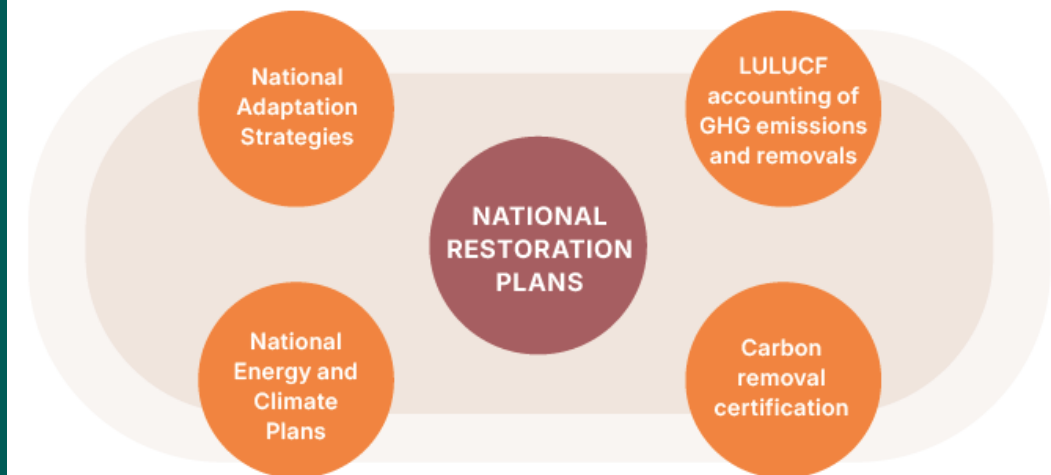 National
Adaptation
Strategies
LULUCF
accounting of
GHG emissions
and removals
NATIONAL
RESTORATION
PLANS
National
Energy and
Climate
Plans
Carbon
removal
certification